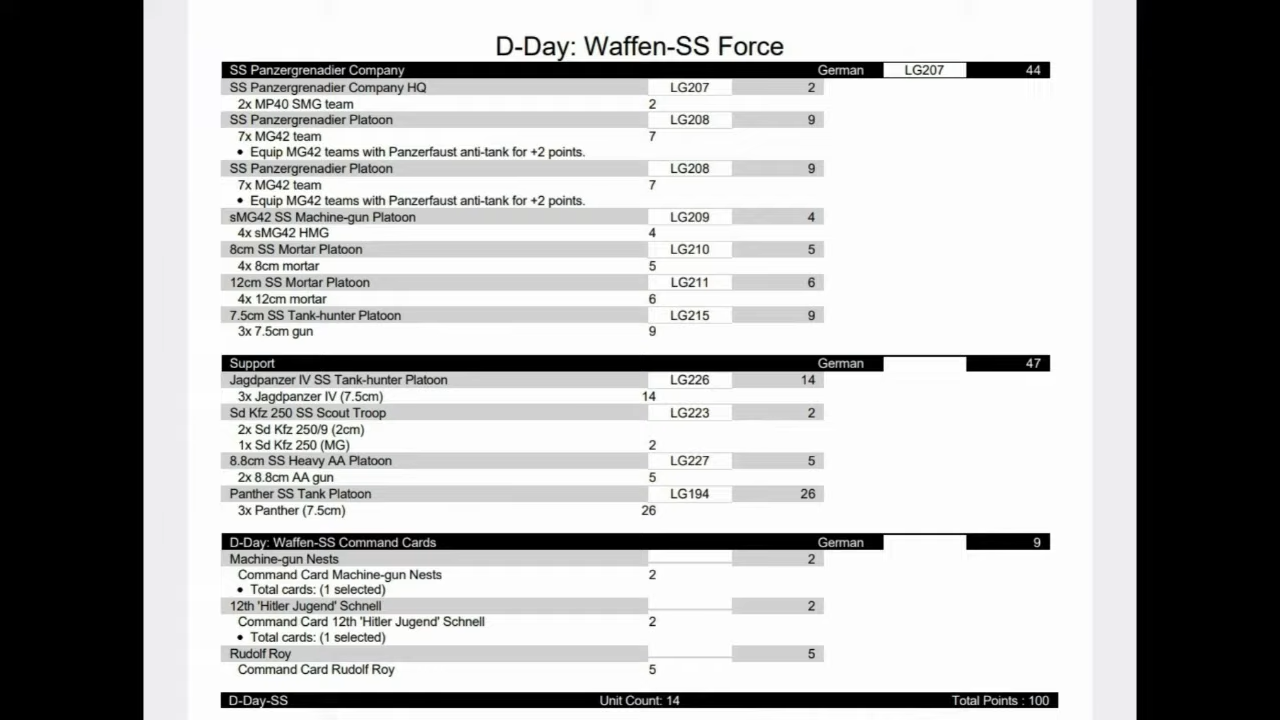 D-Day: Waffen-SS Force
SS Panzergrenadier Company German LG207 44
SS Panzergrenadier Company HQ LG207 2
2x MP40 SMG team 2
SS Panzergrenadier Platoon LG208 9
7x MG42 team 7
• Equip MG42 teams with Panzerfaust anti-tank for +2 points.
SS Panzergrenadier Platoon LG208 9
7x MG42 team 7
• Equip MG42 teams with Panzerfaust anti-tank for +2 points.
sMG42 SS Machine-gun Platoon LG209 4
4x sMG42 HMG 4
8cm SS Mortar Platoon LG210 5
4x 8cm mortar 5
12cm SS Mortar Platoon LG211 6
4x 12cm mortar 6
7.5cm SS Tank-hunter Platoon LG215 9
3x 7.5cm gun 9
Support German 47
Jagdpanzer IV SS Tank-hunter Platoon LG226 14
3x Jagdpanzer IV (7.5cm) 14
Sd Kfz 250 SS Scout Troop LG223 2
2x Sd Kfz 250/9 (2cm)
1x Sd Kfz 250 (MG) 2
8.8cm SS Heavy AA Platoon LG227 5
2x 8.8cm AA gun 5
Panther SS Tank Platoon LG194 26
3x Panther (7.5cm) 26
D-Day: Waffen-SS Command Cards German 9
Machine-gun Nests 2
Command Card Machine-gun Nests 2
• Total cards: (1 selected)
12th 'Hitler Jugend' Schnell 2
Command Card 12th 'Hitler Jugend' Schnell 2
• Total cards: (1 selected)
Rudolf Roy 5
Command Card Rudolf Roy 5
D-Day-SS Unit Count: 14 Total Points : 100